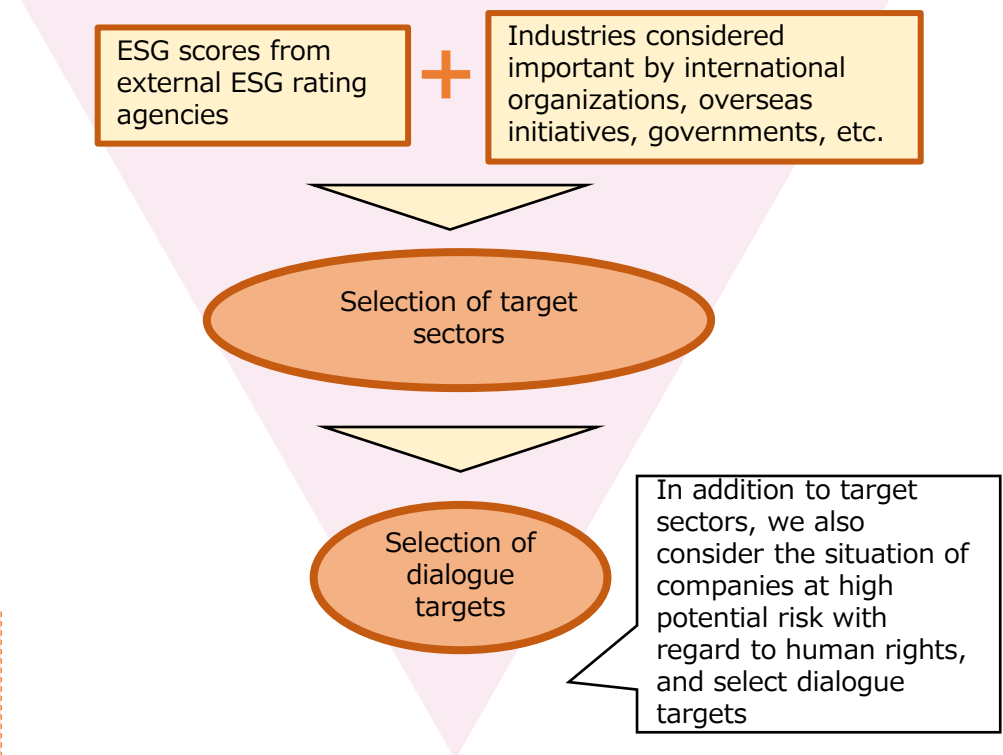 ESG scores from
external ESG rating
agencies
+
Industries considered
important by international
organizations, overseas
initiatives, governments, etc.
Selection of target
sectors
Selection of
dialogue
targets
In addition to target
sectors, we also
consider the situation of
companies at high
potential risk with
regard to human rights,
and select dialogue
targets